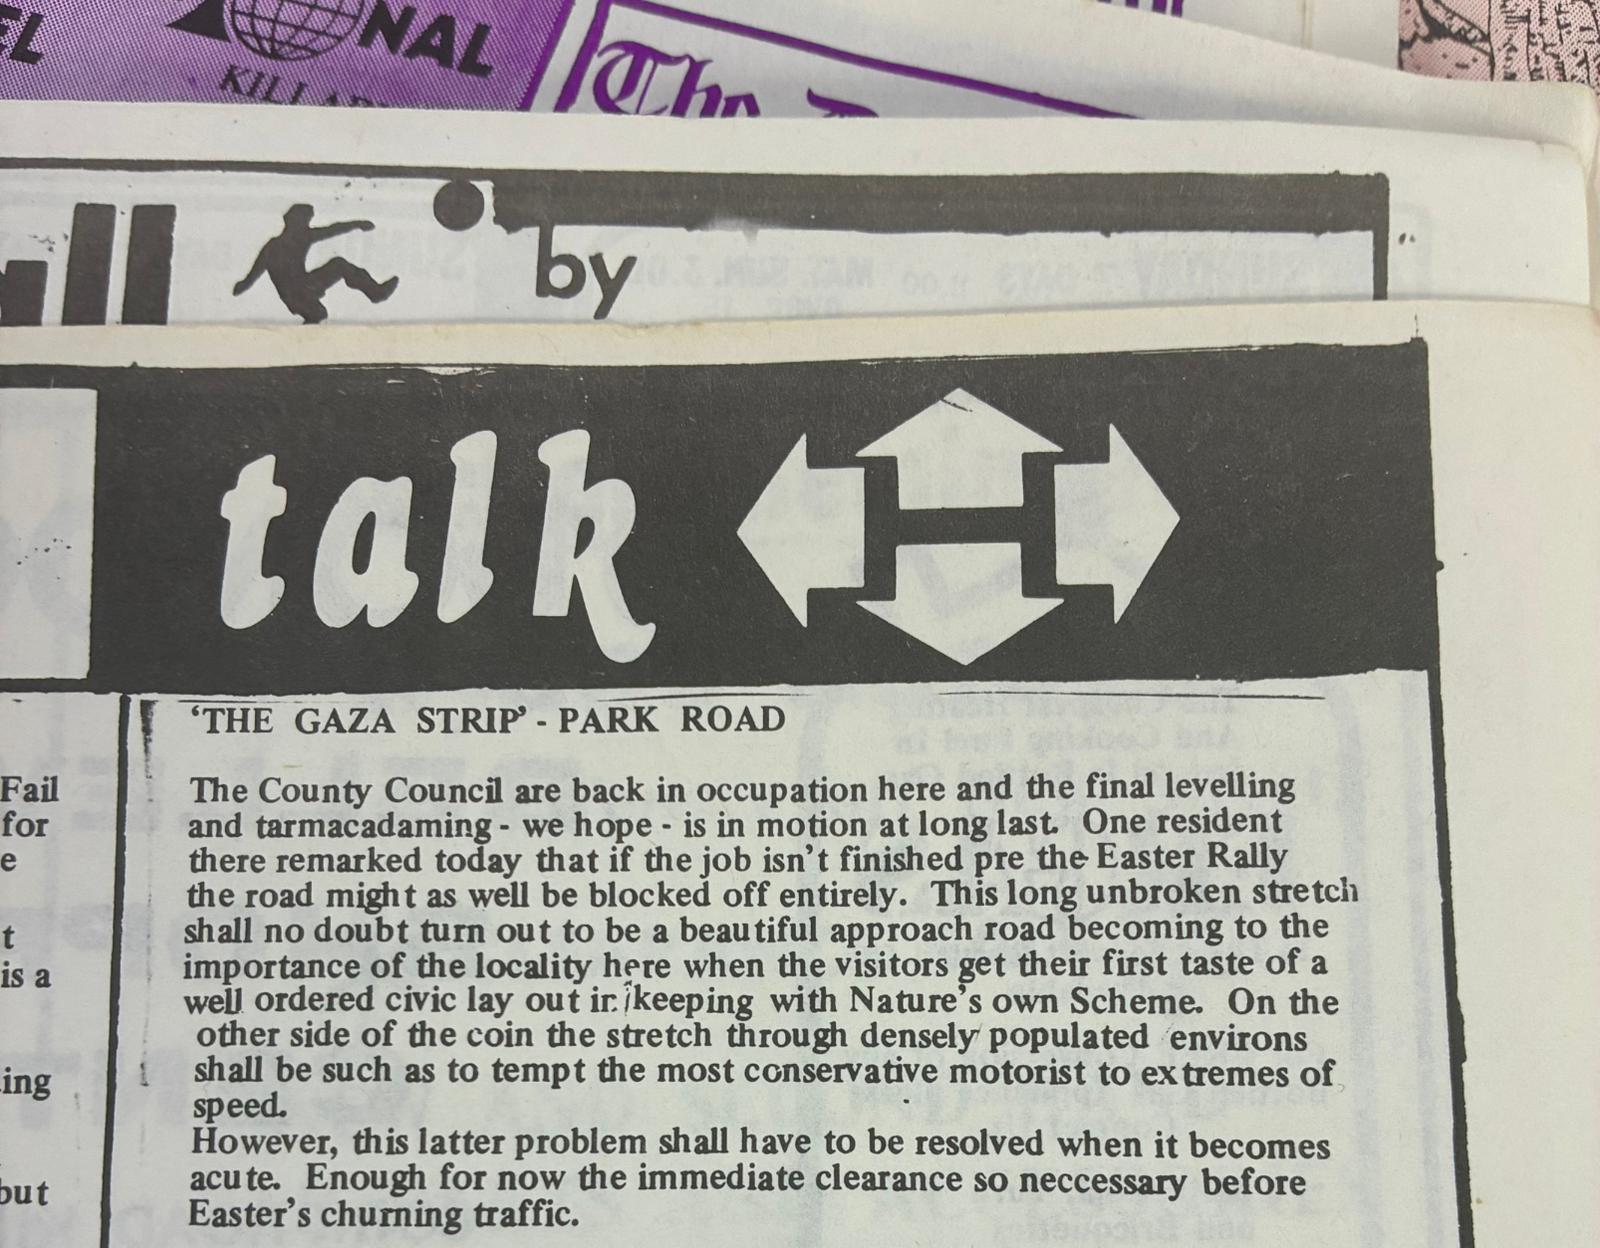 NAL
The
by
talk
'THE GAZA STRIP' - PARK ROAD
The County Council are back in occupation here and the final levelling
and tarmacadaming - we hope - is in motion at long last. One resident
there remarked today that if the job isn't finished pre the Easter Rally
the road might as well be blocked off entirely. This long unbroken stretch
shall no doubt turn out to be a beautiful approach road becoming to the
importance of the locality here when the visitors get their first taste of a
well ordered civic lay out in keeping with Nature's own Scheme. On the
other side of the coin the stretch through densely populated environs
shall be such as to tempt the most conservative motorist to extremes of
speed.
However, this latter problem shall have to be resolved when it becomes
acute. Enough for now the immediate clearance so neccessary before
Easter's churning traffic.
Fail
for
e
t
is a
ing
but